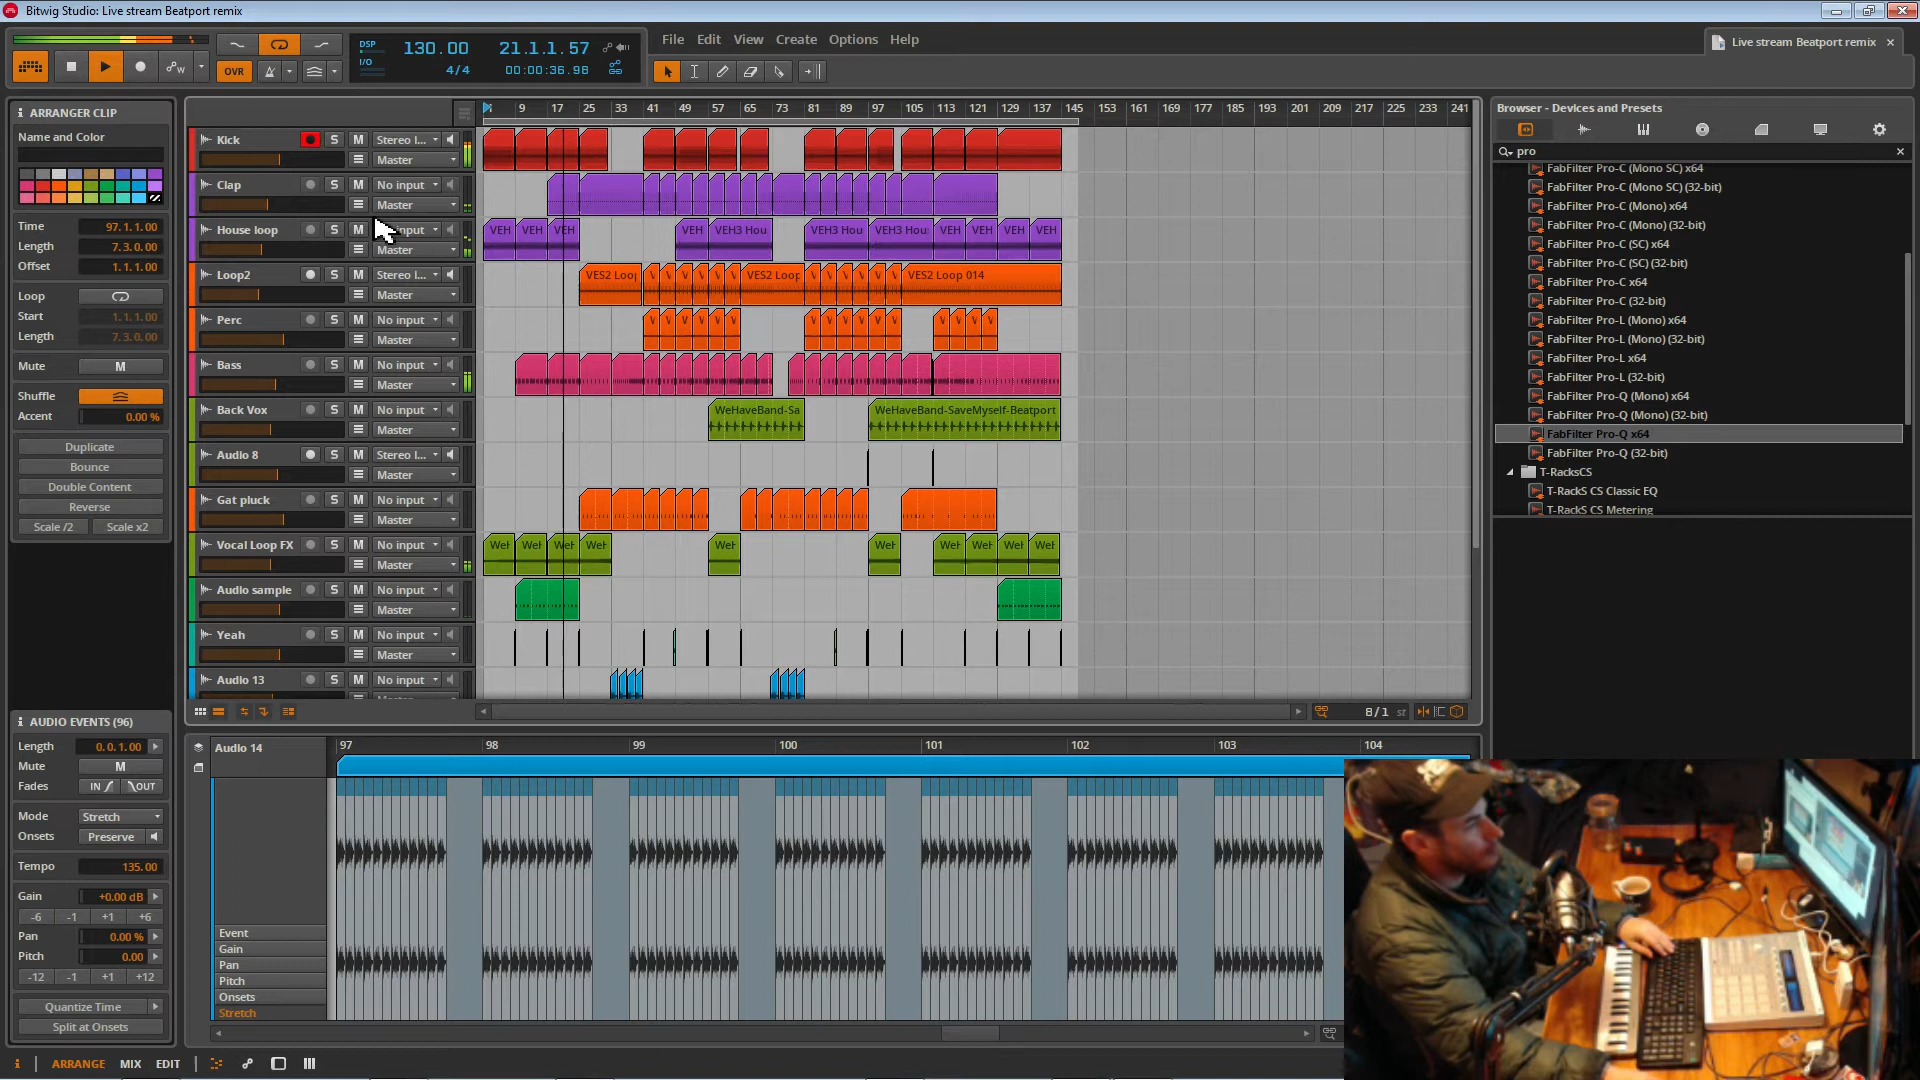 Bitwig Studio: Live stream Beatport remix
DSP
I/O
130.00
4/4
21.1.1.57
00:00:36.98
OVR
File Edit View Create Options Help
Live stream Beatport remix
ARRANGER CLIP
Name and Color
Time 97.1.1.00
Length 7.3.0.00
Offset 1.1.1.00
Loop
Start 1.1.1.00
Length 7.3.0.00
Mute M
Shuffle
Accent 0.00 %
Duplicate
Bounce
Double Content
Reverse
Scale /2 Scale x2
AUDIO EVENTS (96)
Length 0.0.1.00
Mute M
Fades IN OUT
Mode Stretch
Onsets Preserve
Tempo 135.00
Gain +0.00 dB
-6 -1 +1 +6
Pan 0.00 %
Pitch 0.00
-12 -1 +1 +12
Quantize Time
Split at Onsets
9 17 25 33 41 49 57 65 73 81 89 97 105 113 121 129 137 145 153 161 169 177 185 193 201 209 217 225 233 241
Kick S M Stereo I...
Master
Clap S M No input
Master
House loop S M input
Master
VEH VEH VEH VEH VEH3 Hou VEH3 Hou VEH3 Hou VEH VEH VEH VEH
Loop2 S M Stereo I...
Master
VES2 Loop V V V V V V VES2 Loop V V V V V V VES2 Loop 014
Perc S M No input
Master
V V V V V V V V V V V V V V V V
Bass S M No input
Master
Back Vox S M No input
Master
WeHaveBand-Sa WeHaveBand-SaveMyself-Beatport
Audio 8 S M Stereo I...
Master
Gat pluck S M No input
Master
Vocal Loop FX S M No input
Master
WeH WeH WeH WeH WeH WeH WeH WeH WeH WeH
Audio sample S M No input
Master
Yeah S M No input
Master
Audio 13 S M No input
8/1 st
Audio 14
97 98 99 100 101 102 103 104
Event
Gain
Pan
Pitch
Onsets
Stretch
i ARRANGE MIX EDIT
Browser - Devices and Presets
pro
FabFilter Pro-C (Mono SC) x64
FabFilter Pro-C (Mono SC) (32-bit)
FabFilter Pro-C (Mono) x64
FabFilter Pro-C (Mono) (32-bit)
FabFilter Pro-C (SC) x64
FabFilter Pro-C (SC) (32-bit)
FabFilter Pro-C x64
FabFilter Pro-C (32-bit)
FabFilter Pro-L (Mono) x64
FabFilter Pro-L (Mono) (32-bit)
FabFilter Pro-L x64
FabFilter Pro-L (32-bit)
FabFilter Pro-Q (Mono) x64
FabFilter Pro-Q (Mono) (32-bit)
FabFilter Pro-Q x64
FabFilter Pro-Q (32-bit)
T-RacksCS
T-RackS CS Classic EQ
T-RackS CS Metering